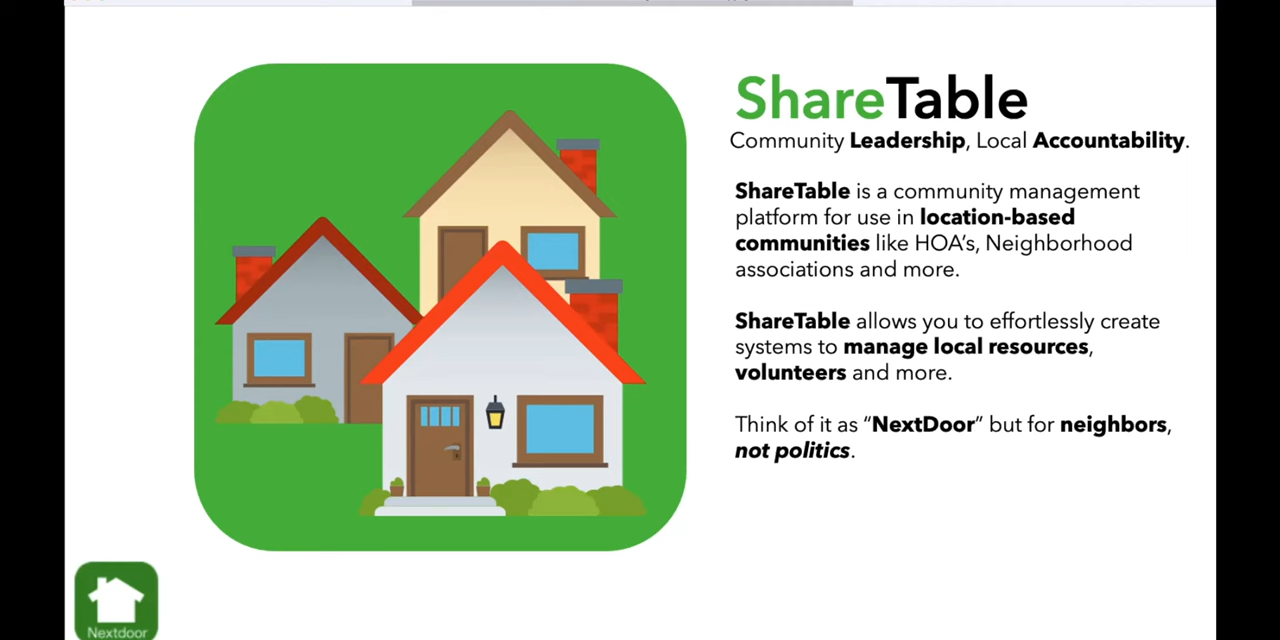 ShareTable
Community Leadership, Local Accountability.
ShareTable is a community management
platform for use in location-based
communities like HOA’s, Neighborhood
associations and more.
ShareTable allows you to effortlessly create
systems to manage local resources,
volunteers and more.
Think of it as “NextDoor” but for neighbors,
not politics.
Nextdoor